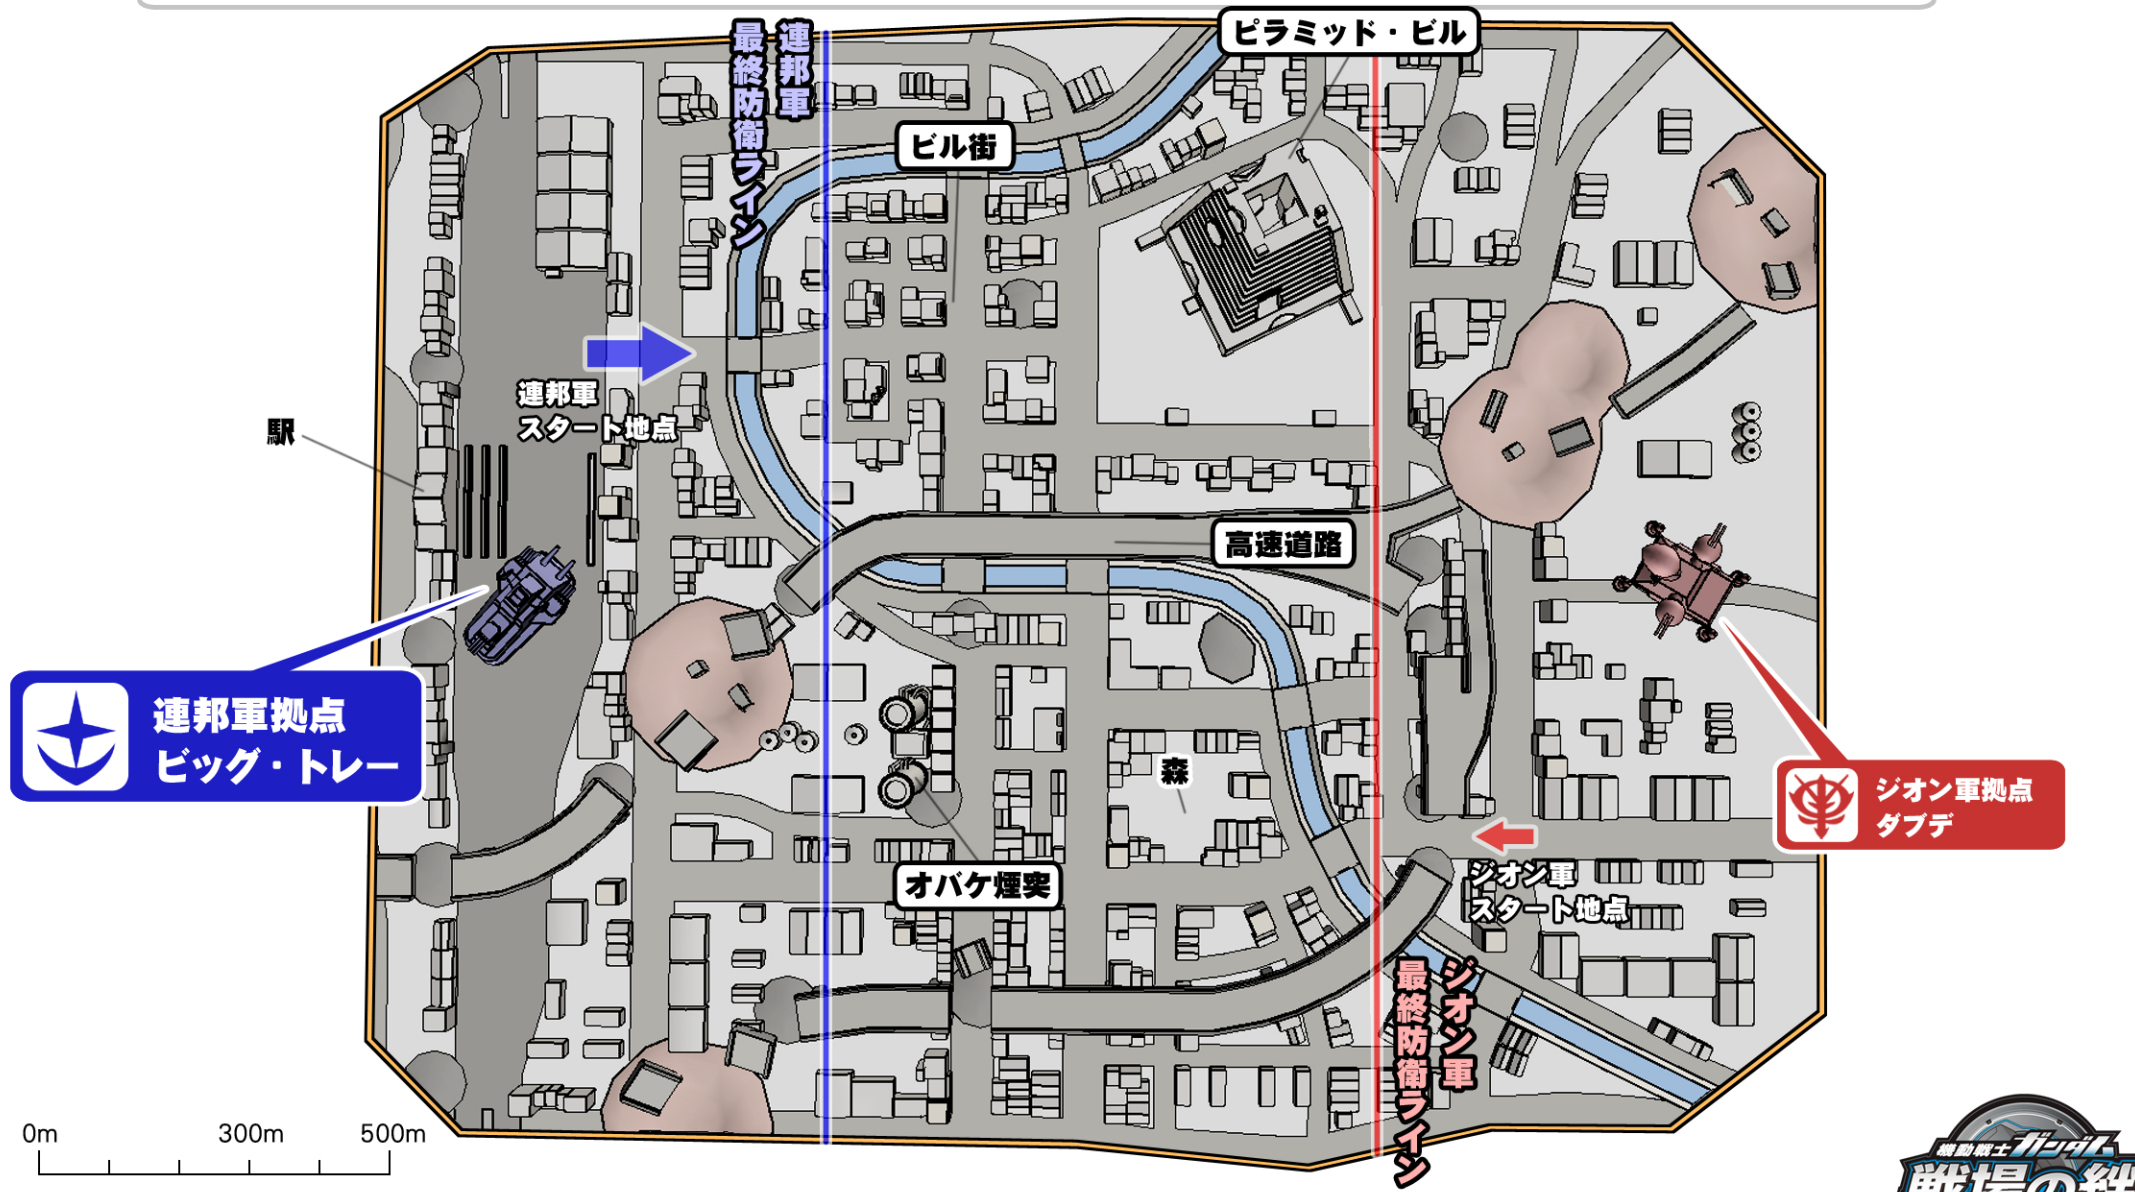 ピラミッド・ビル
連邦軍
最終防衛ライン
ビル街
連邦軍
スタート地点
駅
高速道路
連邦軍拠点
ビッグ・トレー
森
ジオン軍拠点
ダブデ
オバケ煙突
ジオン軍
スタート地点
ジオン軍
最終防衛ライン
0m 300m 500m
機動戦士ガンダム
戦場の絆